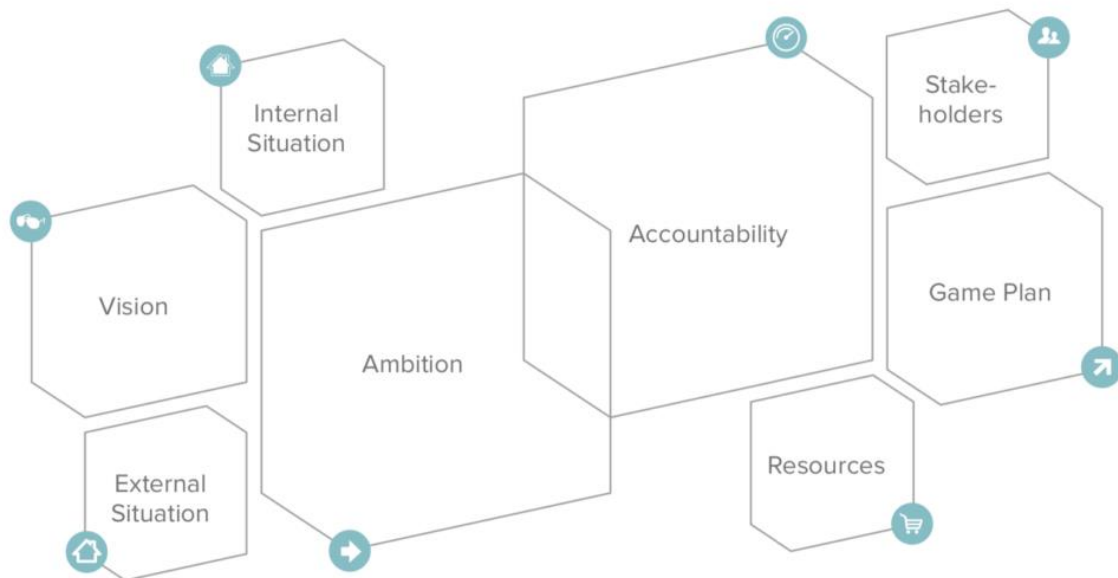 Internal
Situation
Stake-
holders
Accountability
Vision
Game Plan
Ambition
External
Situation
Resources